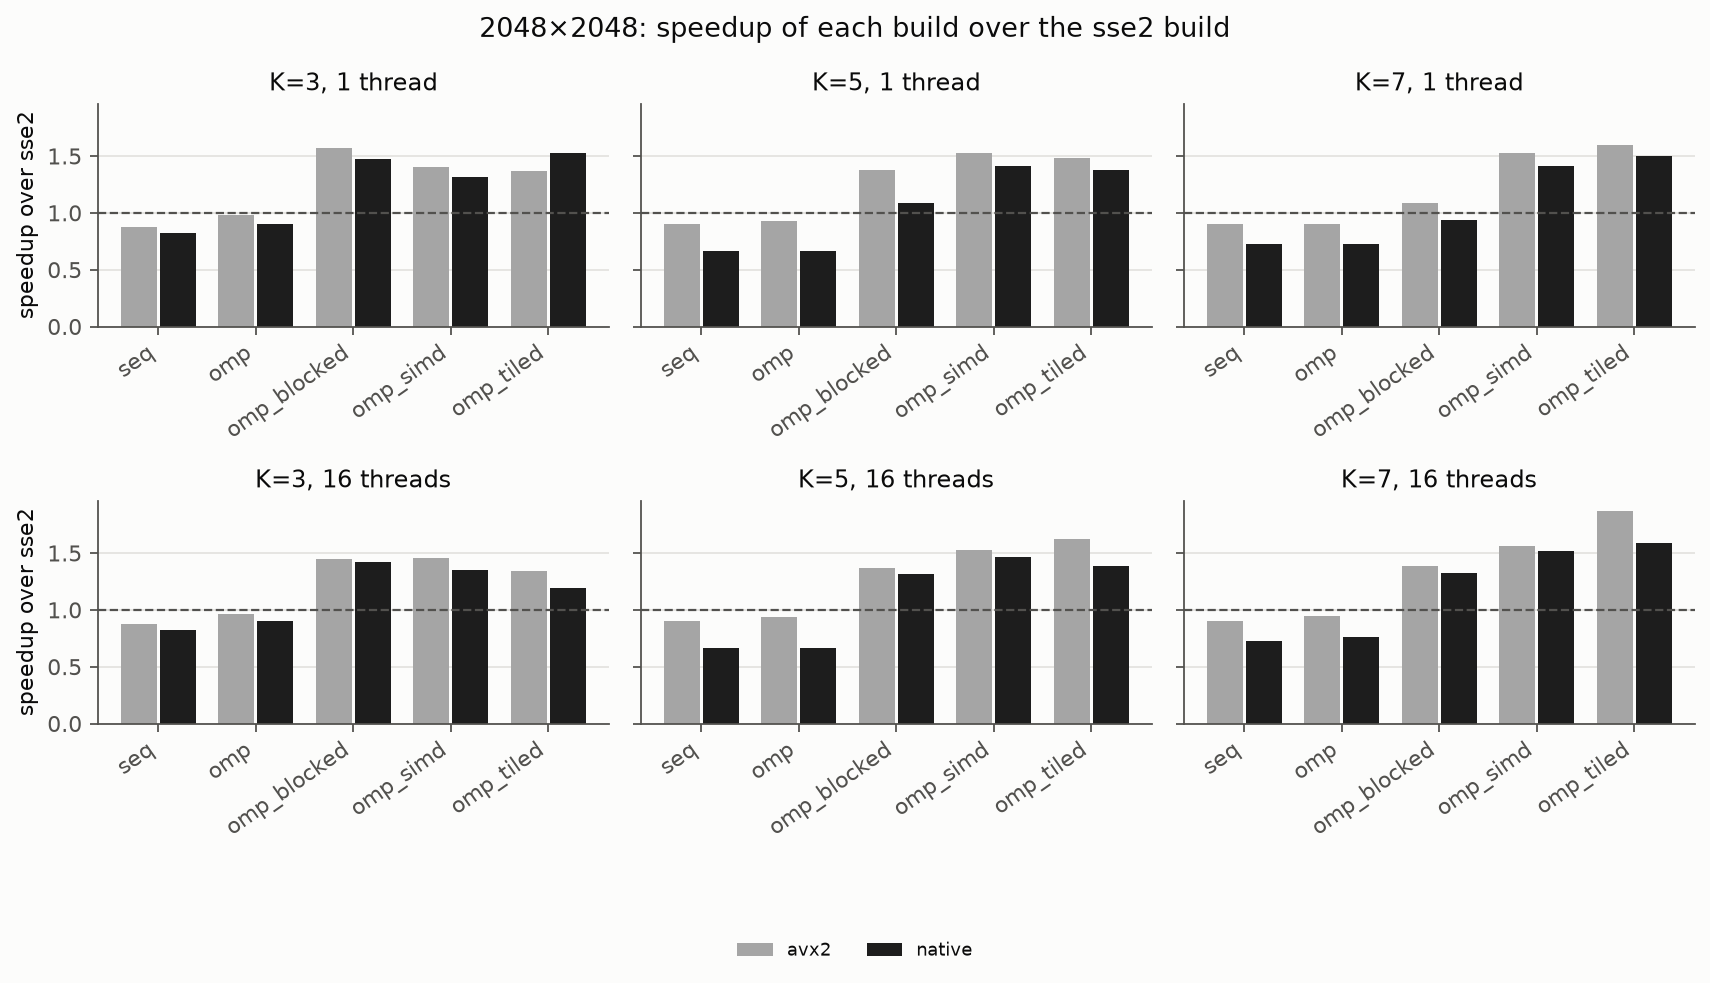 2048×2048: speedup of each build over the sse2 build
K=3, 1 thread
K=5, 1 thread
K=7, 1 thread
speedup over sse2
1.5
1.0
0.5
0.0
seq
omp
omp_blocked
omp_simd
omp_tiled
seq
omp
omp_blocked
omp_simd
omp_tiled
seq
omp
omp_blocked
omp_simd
omp_tiled
K=3, 16 threads
K=5, 16 threads
K=7, 16 threads
speedup over sse2
1.5
1.0
0.5
0.0
seq
omp
omp_blocked
omp_simd
omp_tiled
seq
omp
omp_blocked
omp_simd
omp_tiled
seq
omp
omp_blocked
omp_simd
omp_tiled
avx2
native